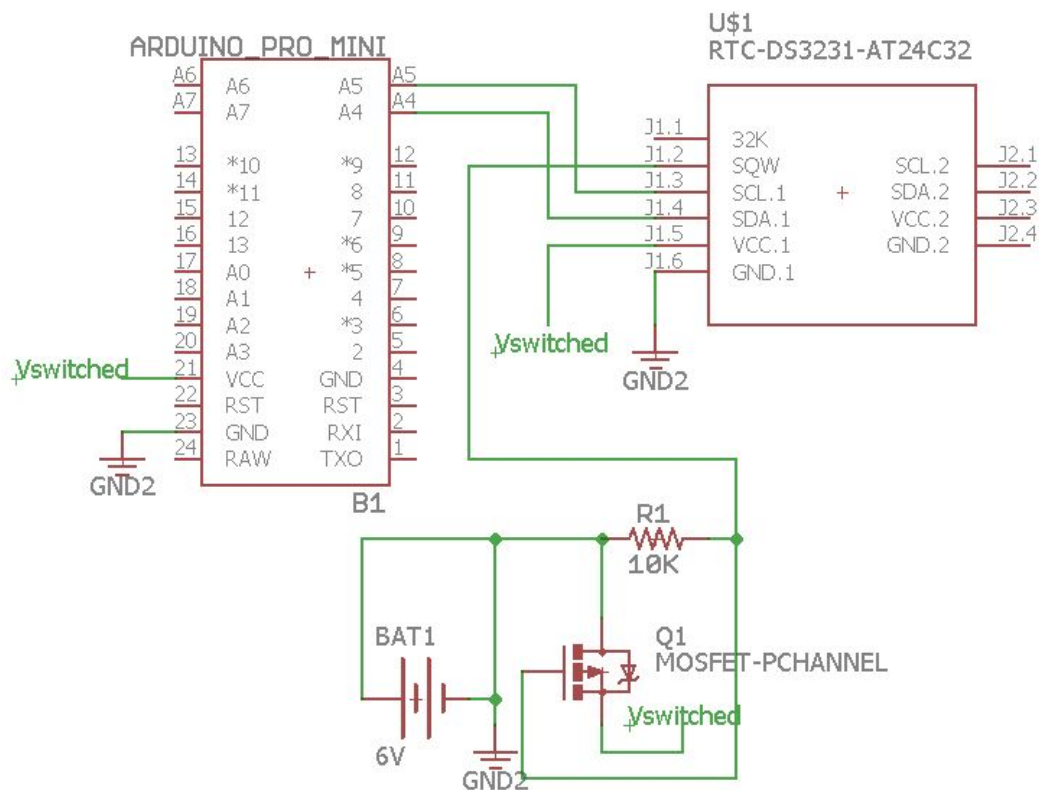 ARDUINO_PRO_MINI
A6 A6 A5 A5
A7 A7 A4 A4
13 *10 *9 12
14 *11 8 11
15 12 7 10
16 13 *6 9
17 A0 *5 8
18 A1 4 7
19 A2 *3 6
20 A3 2 5
Vswitched 21 VCC GND 4
22 RST RST 3
23 GND RXI 2
24 RAW TXO 1
GND2
B1
U$1
RTC-DS3231-AT24C32
J1.1 32K
J1.2 SQW SCL.2 J2.1
J1.3 SCL.1 SDA.2 J2.2
J1.4 SDA.1 VCC.2 J2.3
J1.5 VCC.1 GND.2 J2.4
J1.6 GND.1
Vswitched
GND2
R1
10K
BAT1
6V
Q1
MOSFET-PCHANNEL
Vswitched
GND2